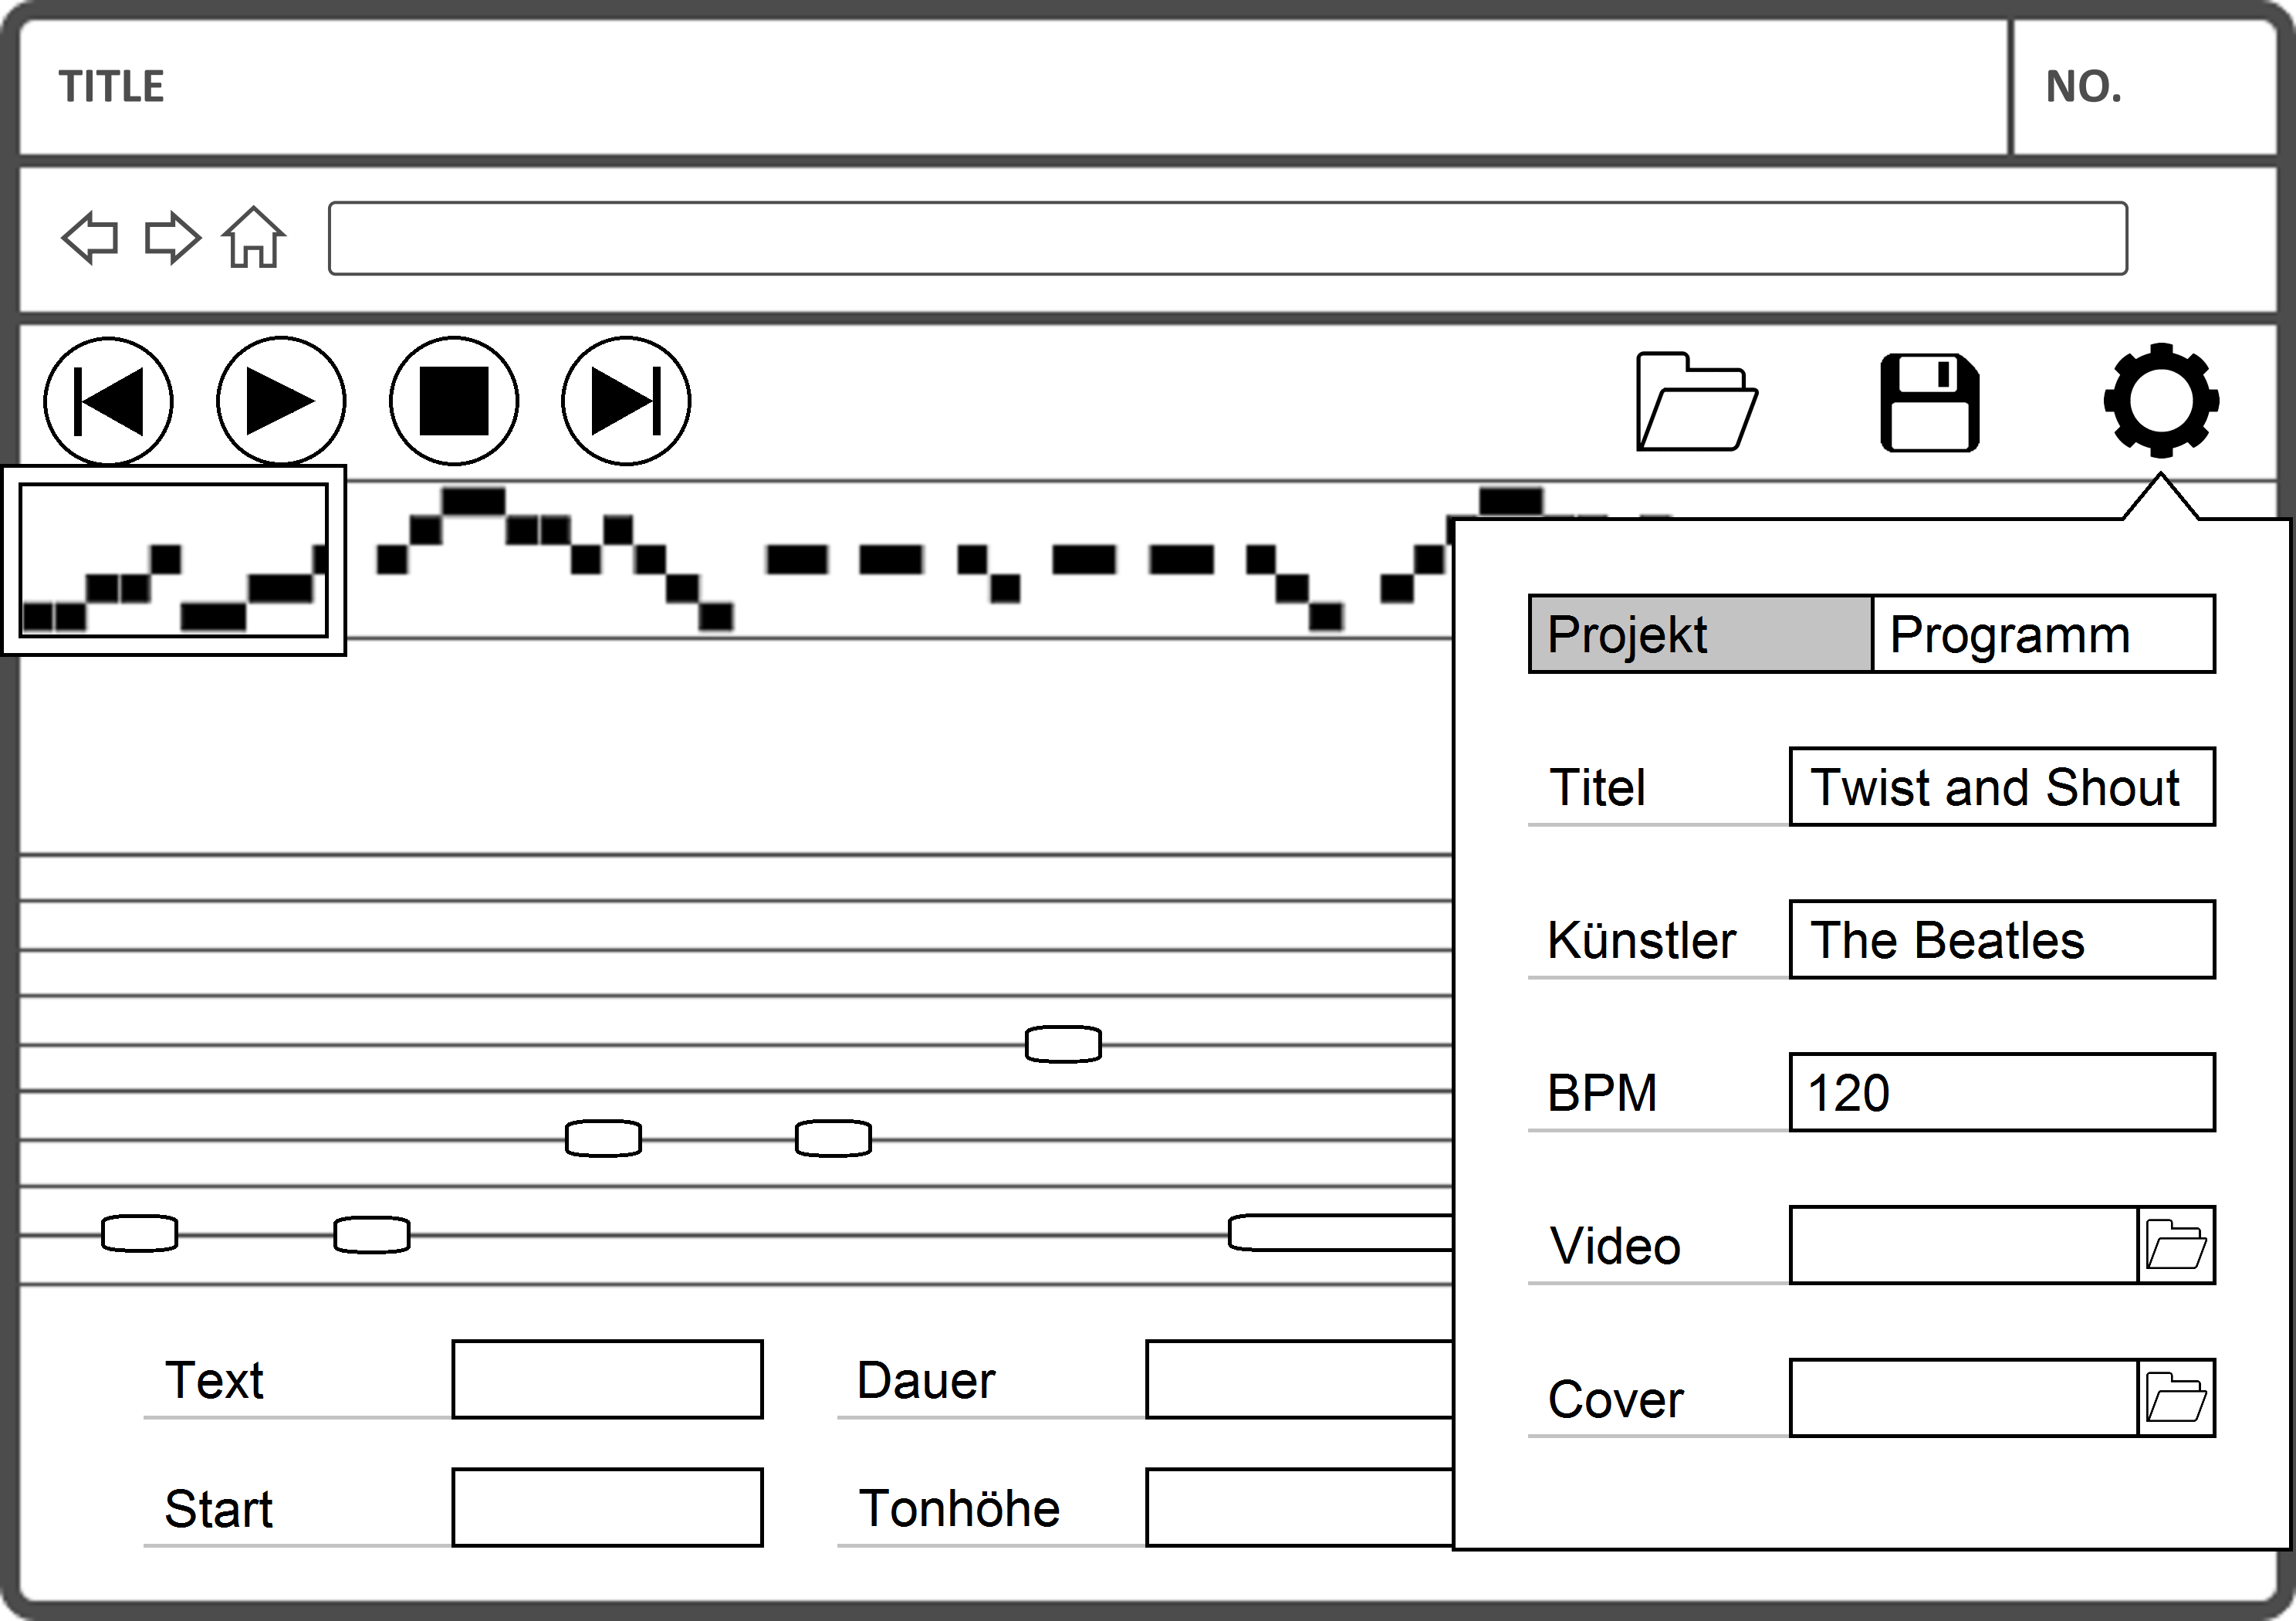 TITLE
NO.
Projekt
Programm
Titel
Twist and Shout
Künstler
The Beatles
BPM
120
Video
Cover
Text
Dauer
Start
Tonhöhe